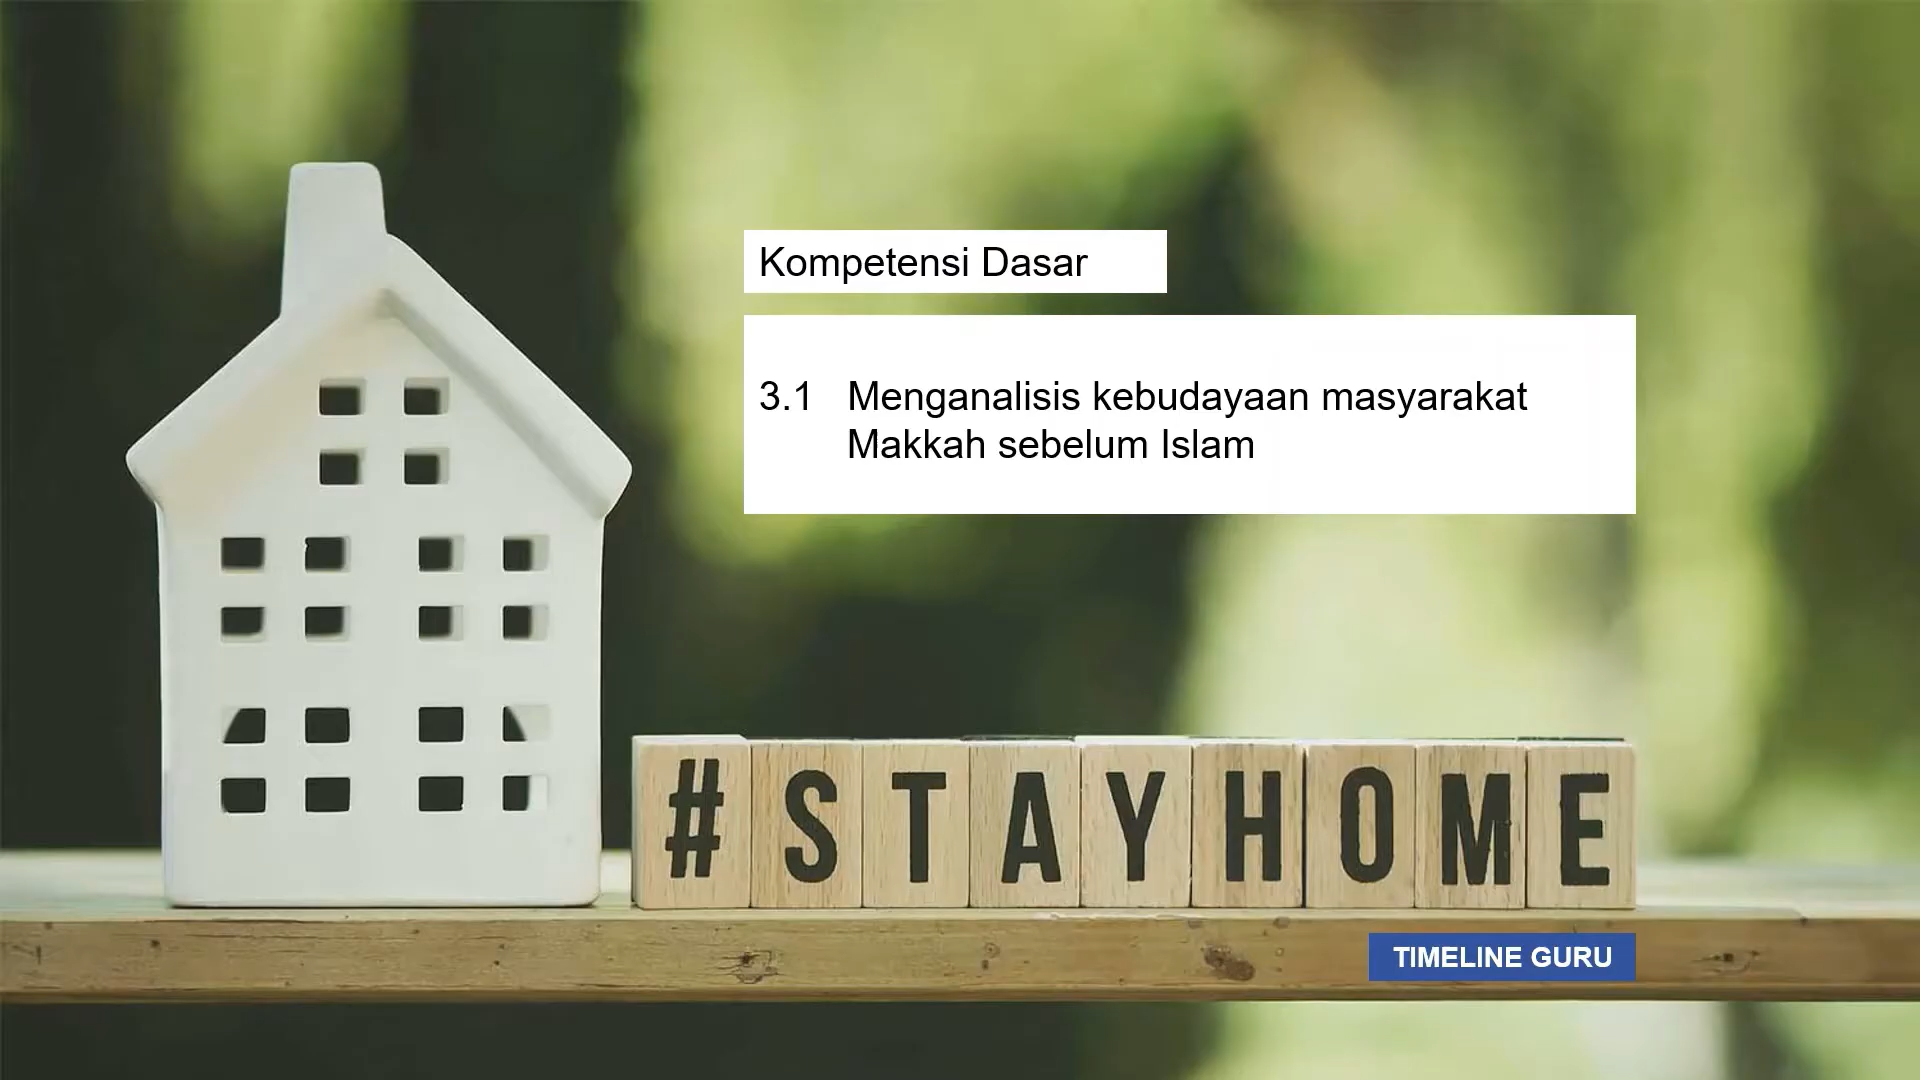 Kompetensi Dasar
3.1 Menganalisis kebudayaan masyarakat
Makkah sebelum Islam
#STAYHOME
TIMELINE GURU